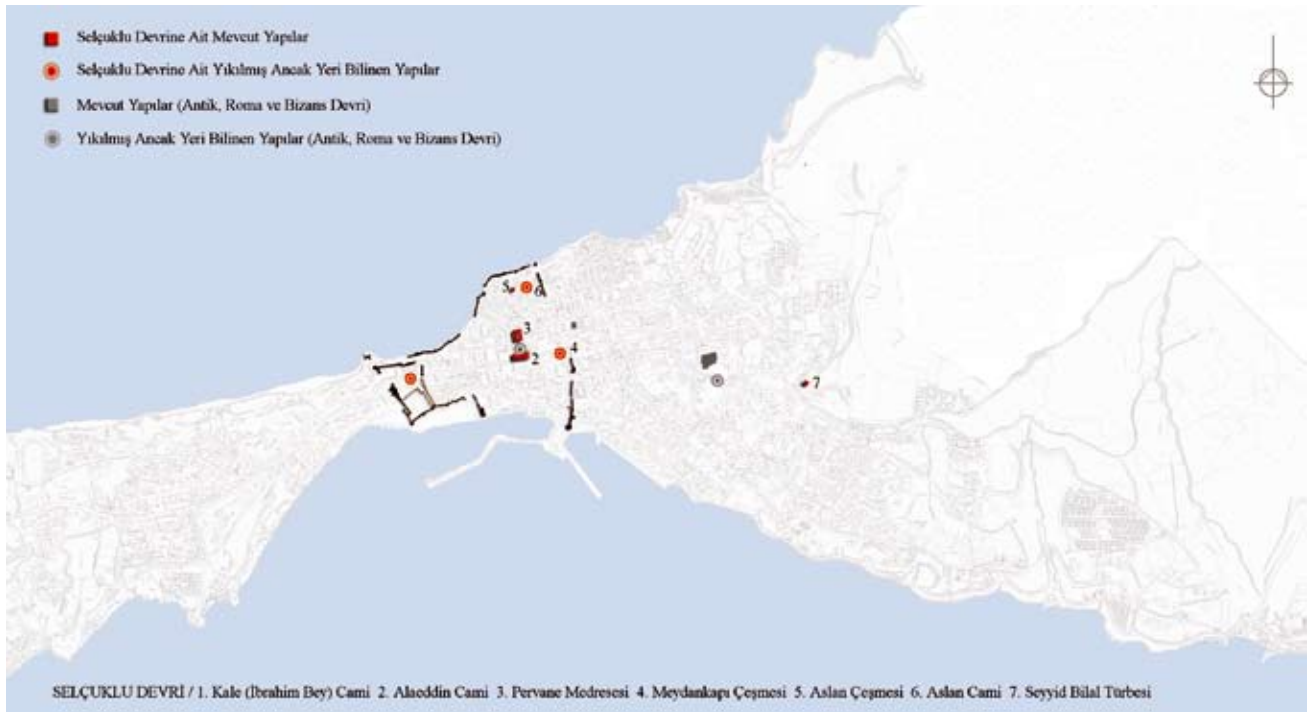 Selçuklu Devrine Ait Mevcut Yapılar
Selçuklu Devrine Ait Yıkılmış Ancak Yeri Bilinen Yapılar
Mevcut Yapılar (Antik, Roma ve Bizans Devri)
Yıkılmış Ancak Yeri Bilinen Yapılar (Antik, Roma ve Bizans Devri)
5
6
3
4
2
7
SELÇUKLU DEVRİ / 1. Kale (İbrahim Bey) Cami 2. Alaeddin Cami 3. Pervane Medresesi 4. Meydankapı Çeşmesi 5. Aslan Çeşmesi 6. Aslan Cami 7. Seyyid Bilal Türbesi